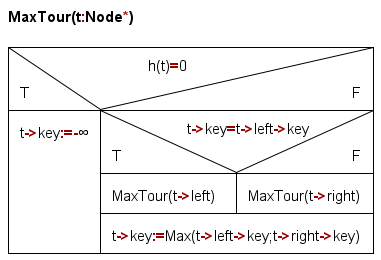 MaxTour(t:Node*)
h(t)=0
T
F
t->key:=-∞
t->key=t->left->key
T
F
MaxTour(t->left)
MaxTour(t->right)
t->key:=Max(t->left->key;t->right->key)